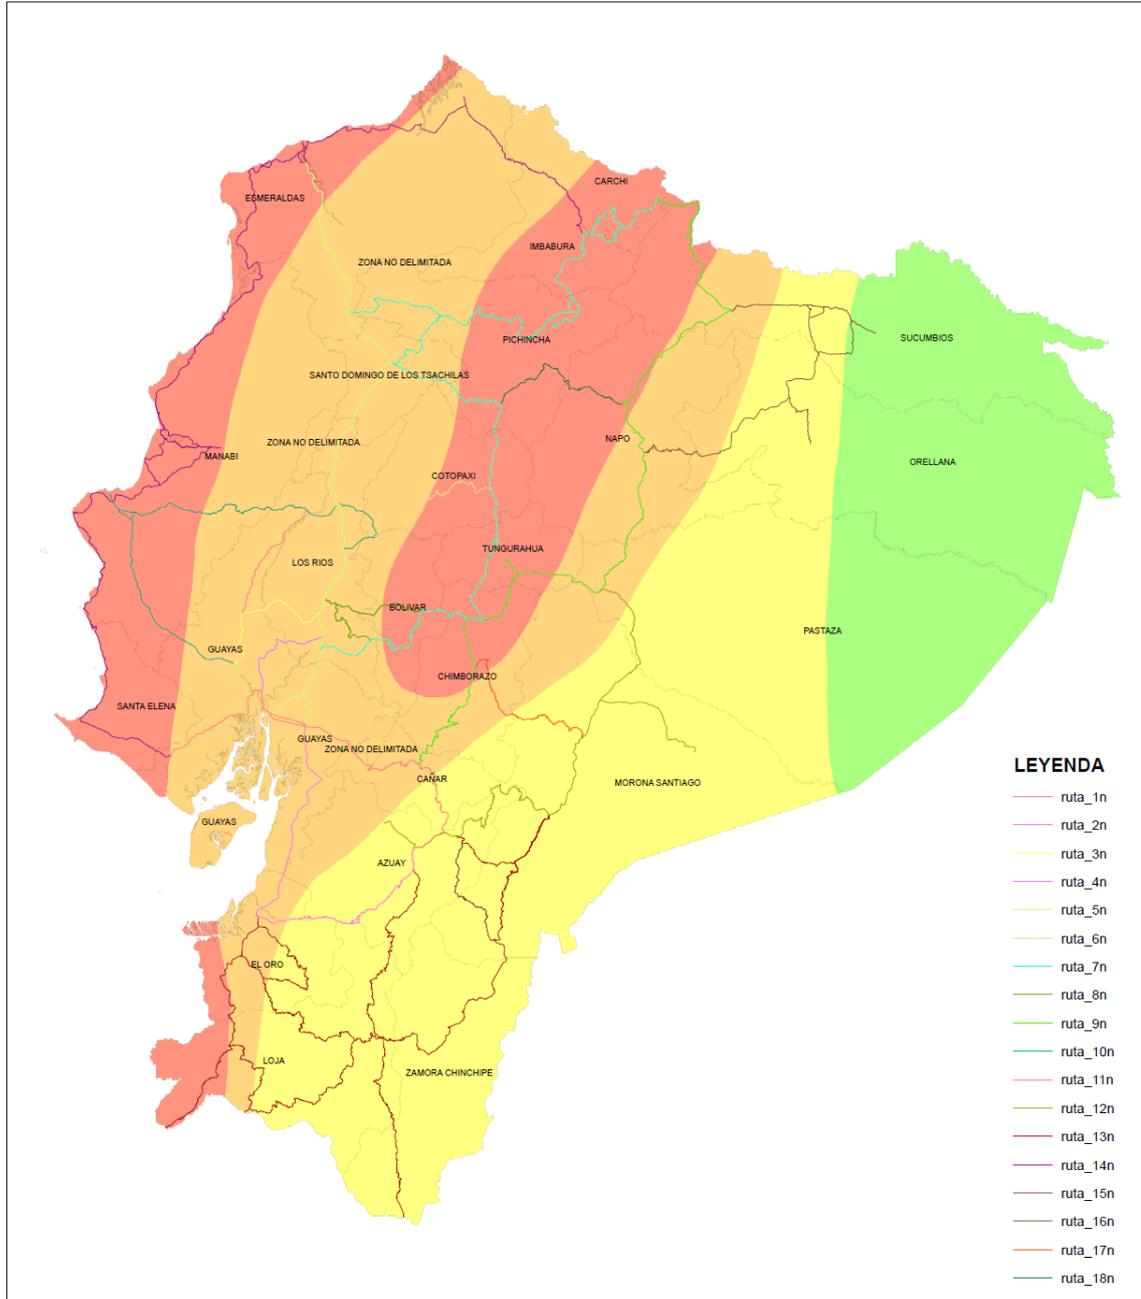 CARCHI
ESMERALDAS
IMBABURA
ZONA NO DELIMITADA
PICHINCHA
SUCUMBIOS
SANTO DOMINGO DE LOS TSACHILAS
ZONA NO DELIMITADA
NAPO
MANABI
ORELLANA
COTOPAXI
TUNGURAHUA
LOS RIOS
BOLIVAR
PASTAZA
GUAYAS
CHIMBORAZO
SANTA ELENA
GUAYAS
ZONA NO DELIMITADA
CAÑAR
MORONA SANTIAGO
GUAYAS
AZUAY
EL ORO
LOJA
ZAMORA CHINCHIPE
LEYENDA
ruta_1n
ruta_2n
ruta_3n
ruta_4n
ruta_5n
ruta_6n
ruta_7n
ruta_8n
ruta_9n
ruta_10n
ruta_11n
ruta_12n
ruta_13n
ruta_14n
ruta_15n
ruta_16n
ruta_17n
ruta_18n